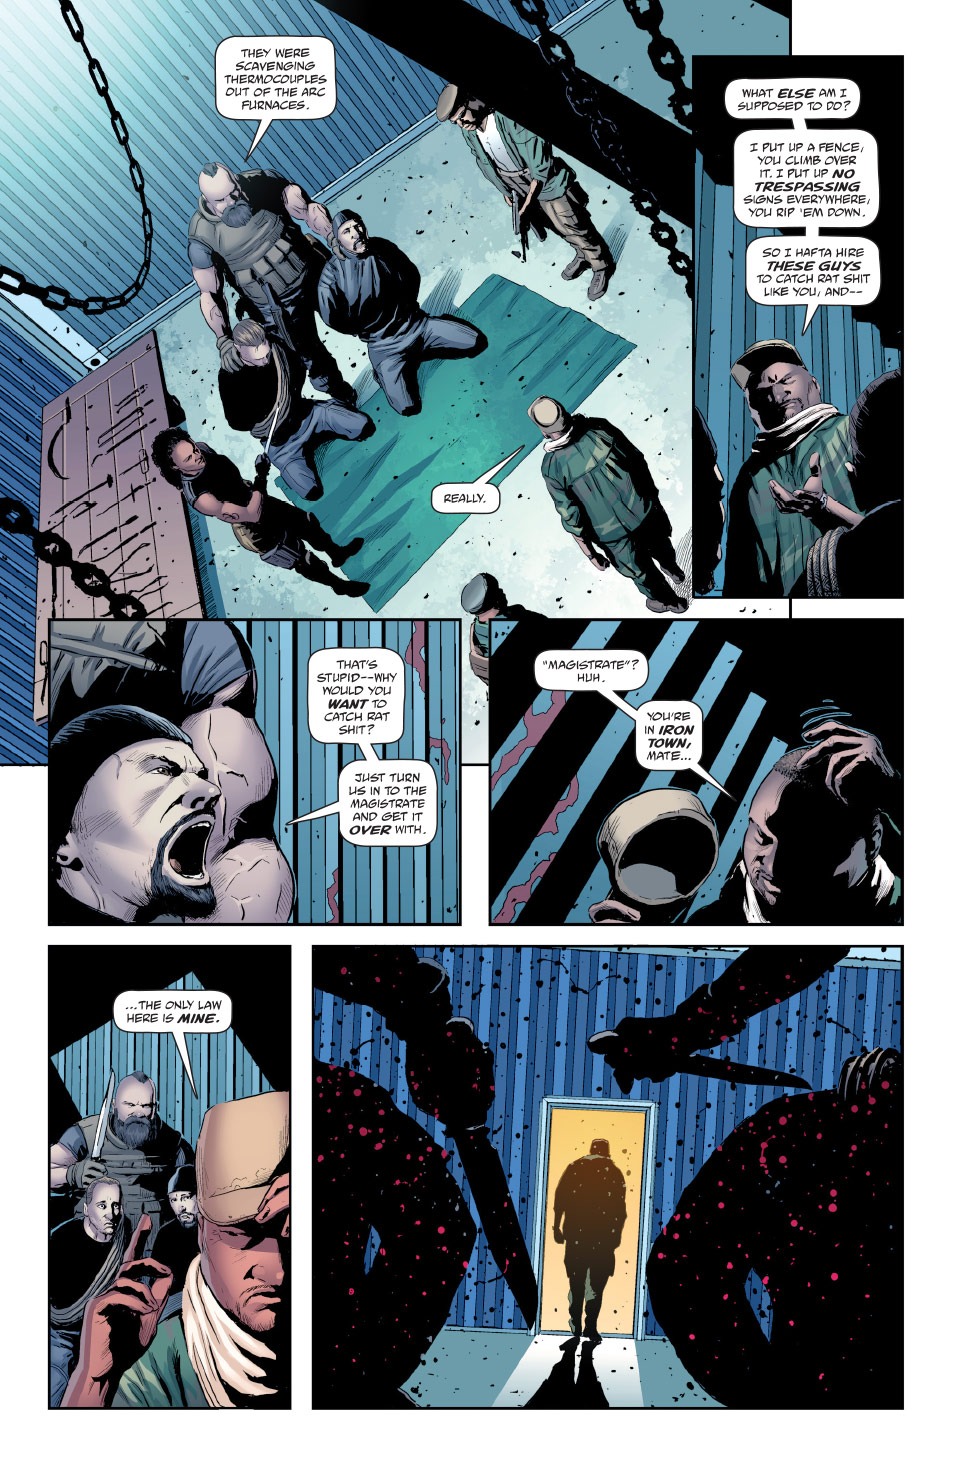 THEY WERE
SCAVENGING
THERMOCOUPLES
OUT OF THE ARC
FURNACES.
REALLY.
WHAT ELSE AM I
SUPPOSED TO DO?
I PUT UP A FENCE,
YOU CLIMB OVER
IT. I PUT UP NO
TRESPASSING
SIGNS EVERYWHERE,
YOU RIP 'EM DOWN.
SO I HAFTA HIRE
THESE GUYS
TO CATCH RAT SHIT
LIKE YOU, AND--
THAT'S
STUPID--WHY
WOULD YOU
WANT TO
CATCH RAT
SHIT?
JUST TURN
US IN TO THE
MAGISTRATE
AND GET IT
OVER WITH.
"MAGISTRATE"?
HUH.
YOU'RE
IN IRON
TOWN,
MATE...
...THE ONLY LAW
HERE IS MINE.